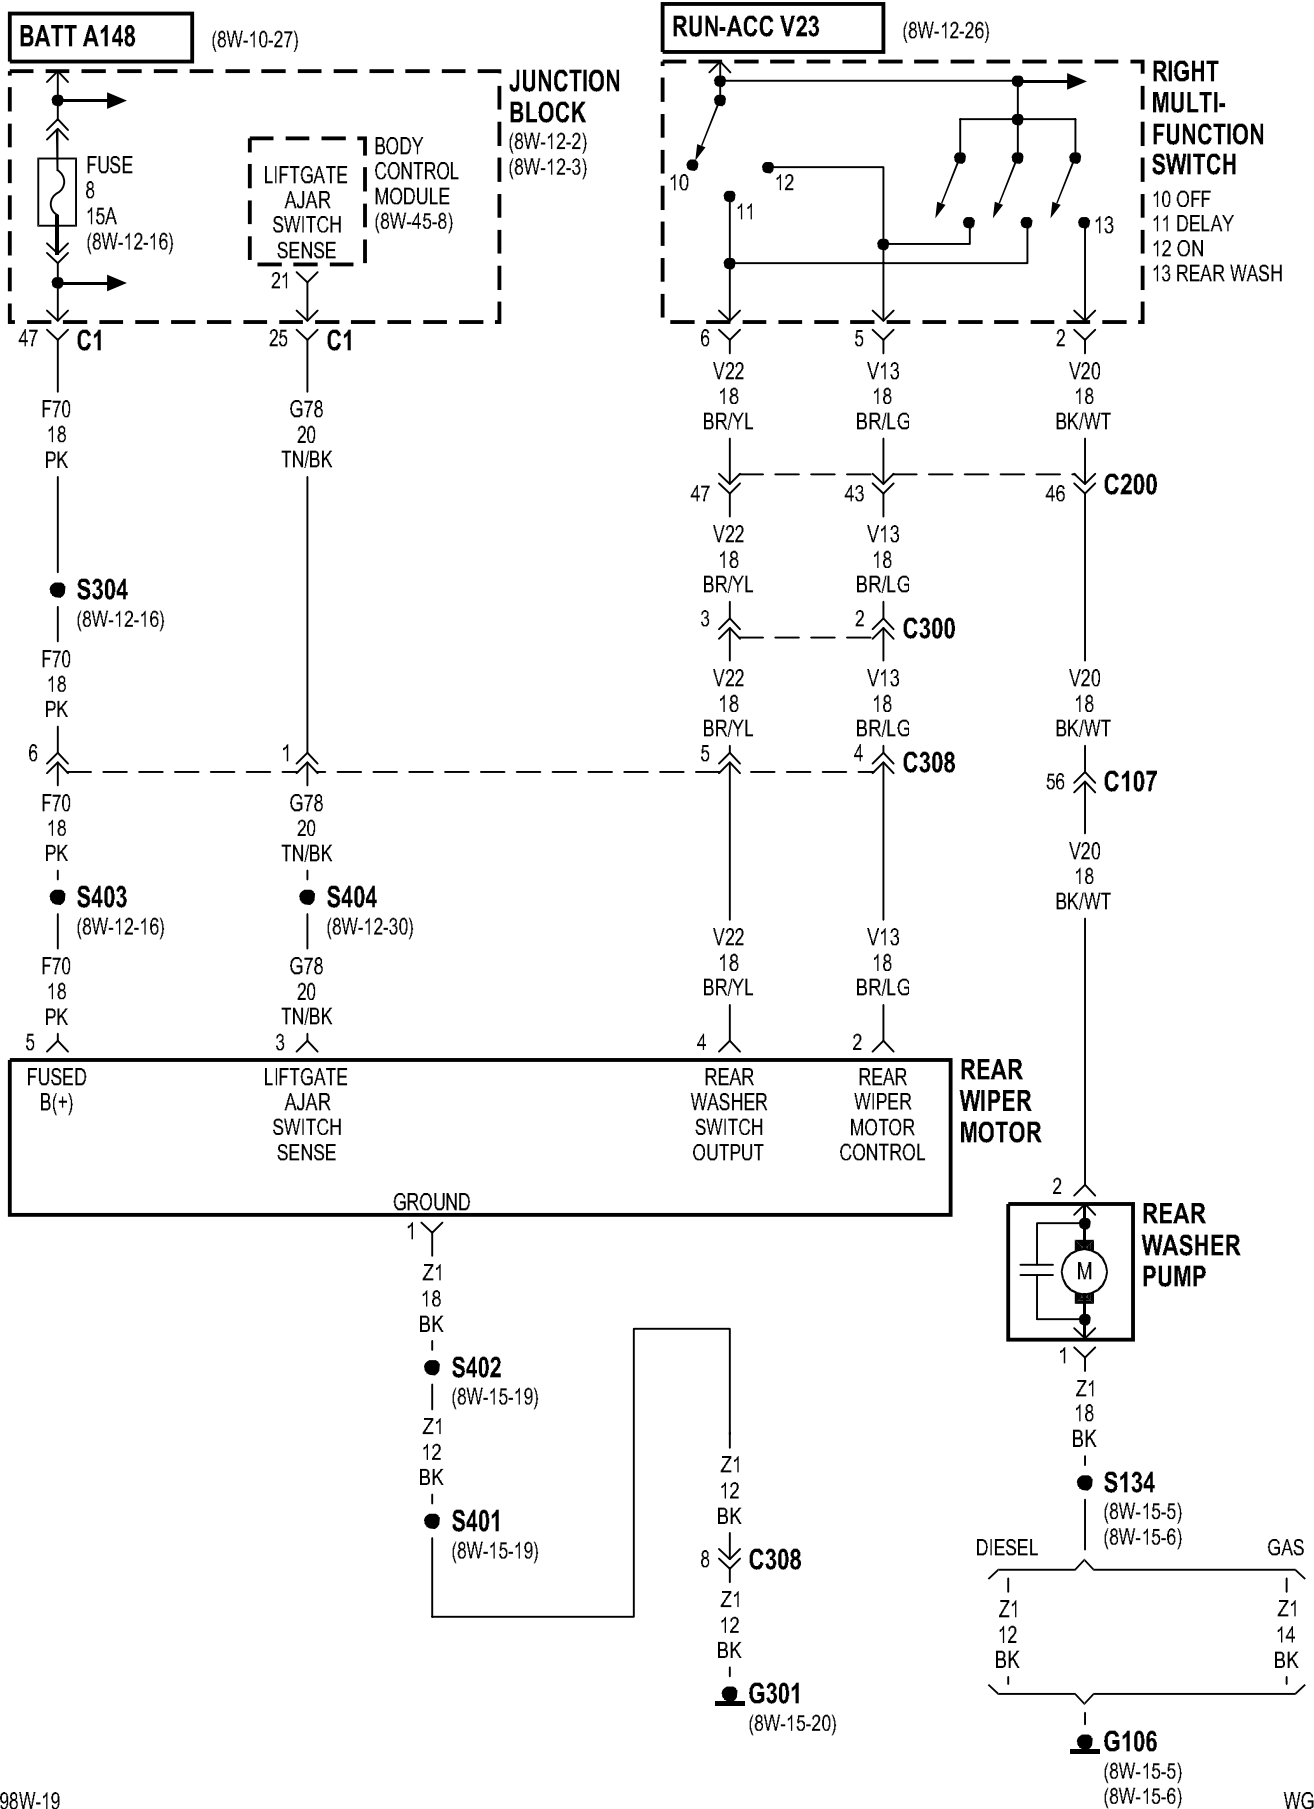 BATT A148
(8W-10-27)
RUN-ACC V23
(8W-12-26)
JUNCTION
BLOCK
(8W-12-2)
(8W-12-3)
FUSE
8
15A
(8W-12-16)
LIFTGATE
AJAR
SWITCH
SENSE
BODY
CONTROL
MODULE
(8W-45-8)
21
RIGHT
MULTI-
FUNCTION
SWITCH
10 OFF
11 DELAY
12 ON
13 REAR WASH
10
12
11
13
47
C1
25
C1
6
5
2
F70
18
PK
G78
20
TN/BK
V22
18
BR/YL
V13
18
BR/LG
V20
18
BK/WT
47
43
46
C200
V22
18
BR/YL
V13
18
BR/LG
S304
(8W-12-16)
3
2
C300
F70
18
PK
V22
18
BR/YL
V13
18
BR/LG
V20
18
BK/WT
6
1
5
4
C308
56
C107
F70
18
PK
G78
20
TN/BK
V20
18
BK/WT
S403
(8W-12-16)
S404
(8W-12-30)
F70
18
PK
G78
20
TN/BK
V22
18
BR/YL
V13
18
BR/LG
5
3
4
2
FUSED
B(+)
LIFTGATE
AJAR
SWITCH
SENSE
REAR
WASHER
SWITCH
OUTPUT
REAR
WIPER
MOTOR
CONTROL
REAR
WIPER
MOTOR
GROUND
1
2
M
REAR
WASHER
PUMP
1
Z1
18
BK
S402
(8W-15-19)
Z1
12
BK
S401
(8W-15-19)
Z1
12
BK
8
C308
Z1
12
BK
G301
(8W-15-20)
Z1
18
BK
S134
(8W-15-5)
(8W-15-6)
DIESEL
GAS
Z1
12
BK
Z1
14
BK
G106
(8W-15-5)
(8W-15-6)
98W-19
WG